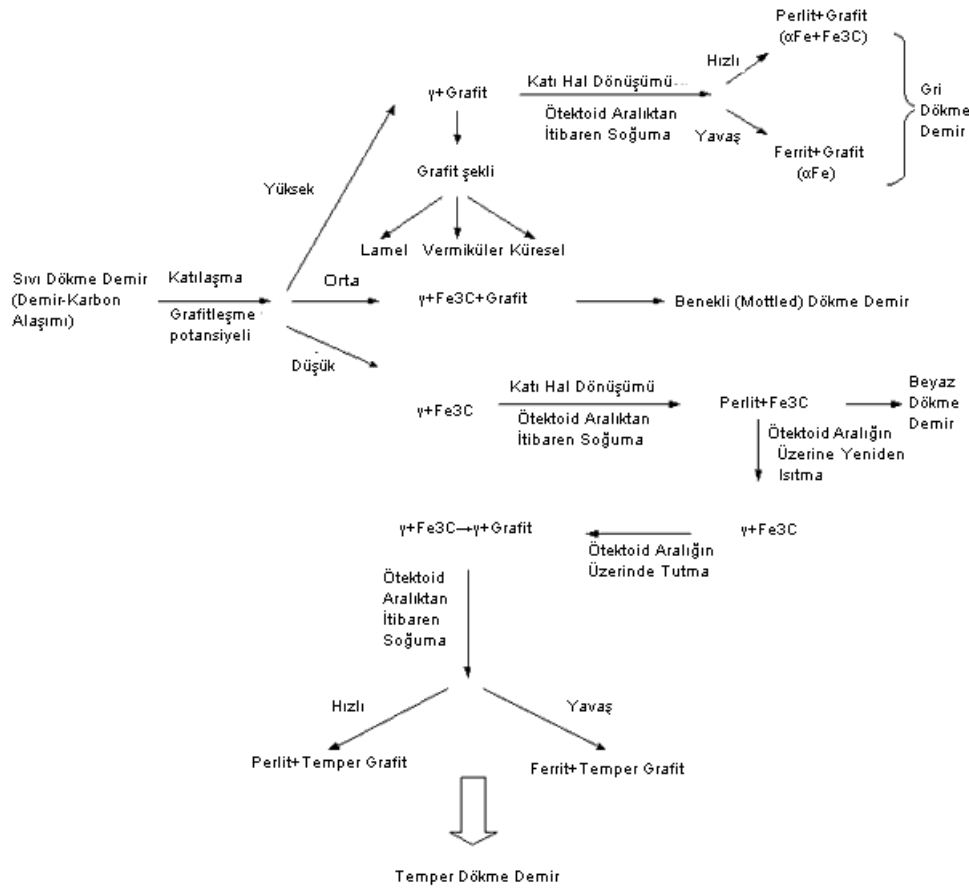 Perlit+Grafit
(αFe+Fe3C)
Hızlı
γ+Grafit
Katı Hal Dönüşümü...
Ötektoid Aralıktan
İtibaren Soğuma
Yavaş
Gri
Dökme
Demir
Ferrit+Grafit
(αFe)
Grafit şekli
Yüksek
Lamel
Vermiküler
Küresel
Sıvı Dökme Demir
(Demir-Karbon
Alaşımı)
Katılaşma
Grafitleşme
potansiyeli
Orta
γ+Fe3C+Grafit
Benekli (Mottled) Dökme Demir
Düşük
γ+Fe3C
Katı Hal Dönüşümü
Ötektoid Aralıktan
İtibaren Soğuma
Perlit+Fe3C
Beyaz
Dökme
Demir
Ötektoid Aralığın
Üzerine Yeniden
Isıtma
γ+Fe3C→γ+Grafit
Ötektoid Aralığın
Üzerinde Tutma
γ+Fe3C
Ötektoid
Aralıktan
İtibaren
Soğuma
Hızlı
Yavaş
Perlit+Temper Grafit
Ferrit+Temper Grafit
Temper Dökme Demir